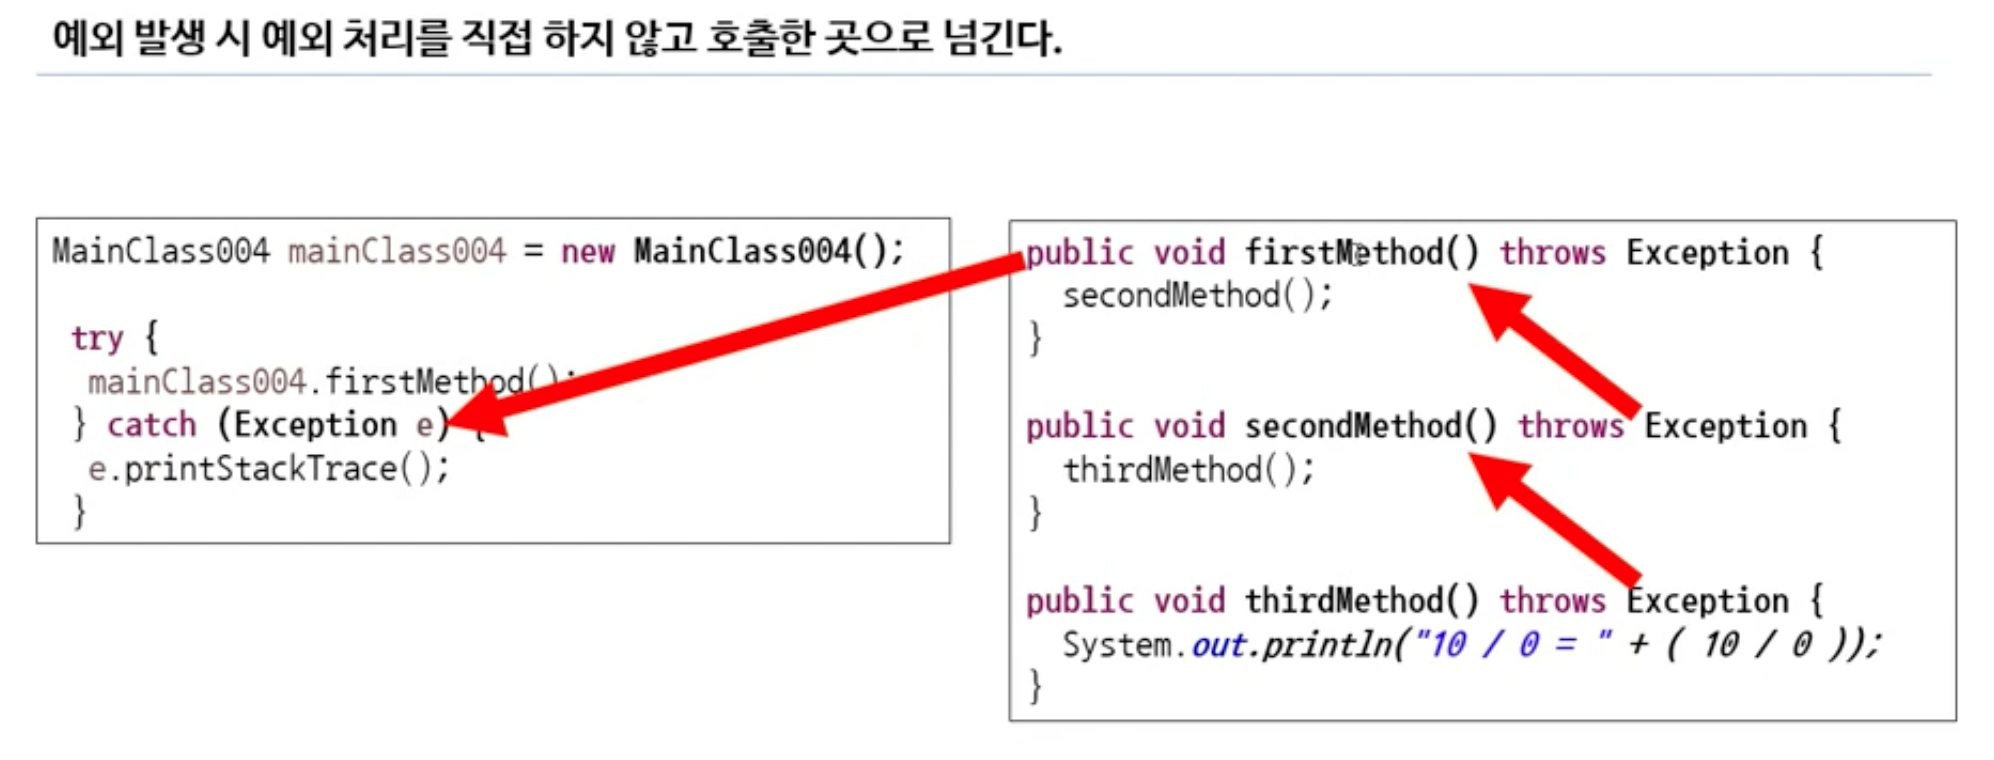 예외 발생 시 예외 처리를 직접 하지 않고 호출한 곳으로 넘긴다.
MainClass004 mainClass004 = new MainClass004();
try {
mainClass004.firstMethod();
} catch (Exception e) {
e.printStackTrace();
}
public void firstMethod() throws Exception {
secondMethod();
}
public void secondMethod() throws Exception {
thirdMethod();
}
public void thirdMethod() throws Exception {
System.out.println("10 / 0 = " + ( 10 / 0 ));
}